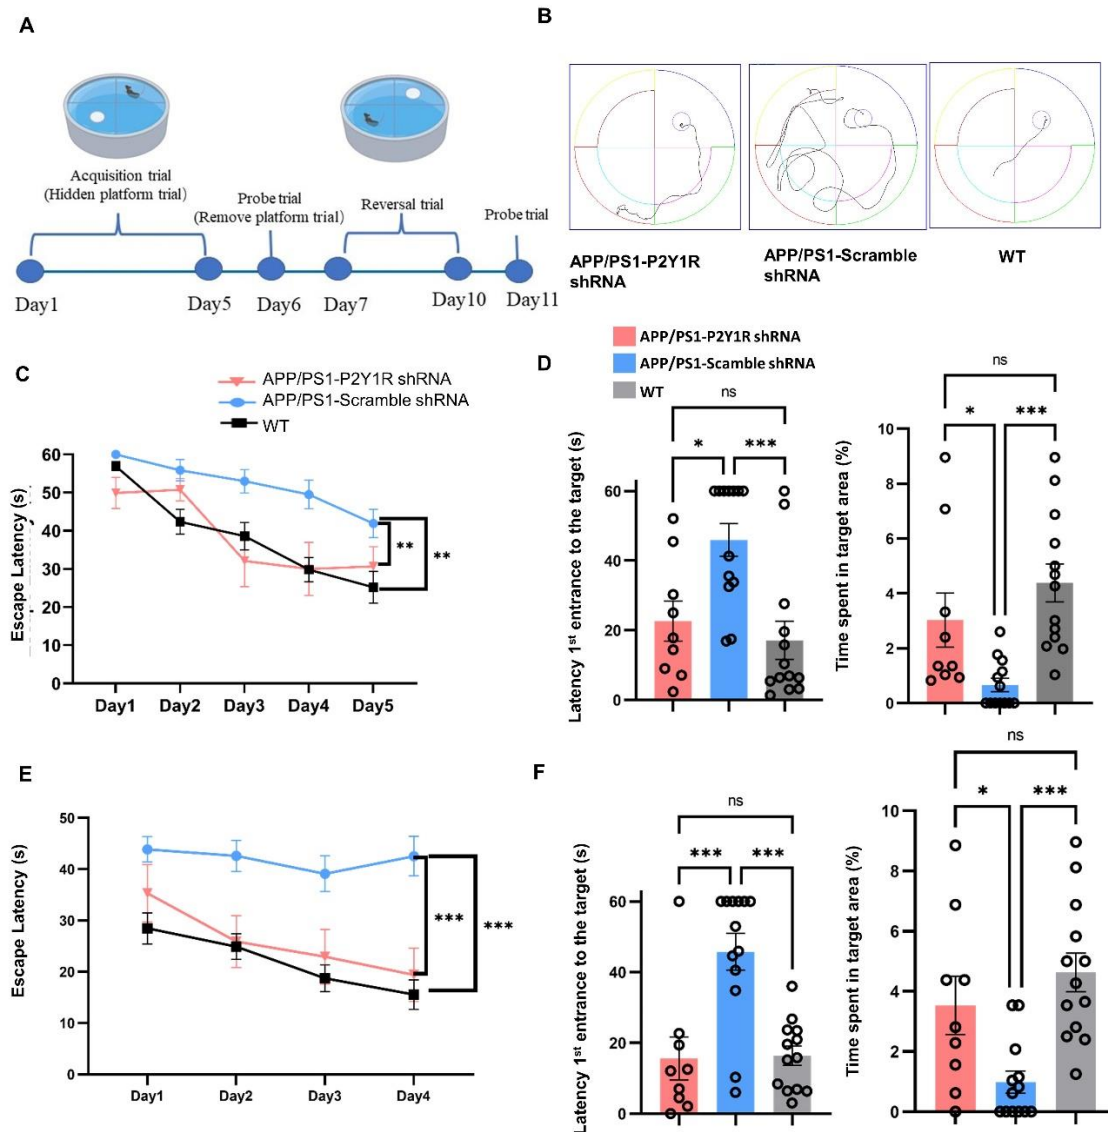 A
Acquisition trial
(Hidden platform trial)
Probe trial
(Remove platform trial)
Reversal trial
Probe trial
Day1
Day5
Day6
Day7
Day10
Day11
B
APP/PS1-P2Y1R
shRNA
APP/PS1-Scramble
shRNA
WT
C
APP/PS1-P2Y1R shRNA
APP/PS1-Scramble shRNA
WT
Escape Latency (s)
60
50
40
30
20
10
0
**
**
Day1
Day2
Day3
Day4
Day5
APP/PS1-P2Y1R shRNA
APP/PS1-Scamble shRNA
WT
D
ns
*
***
Latency 1st entrance to the target (s)
60
40
20
0
ns
*
***
Time spent in target area (%)
10
8
6
4
2
0
E
Escape Latency (s)
50
40
30
20
10
0
***
***
Day1
Day2
Day3
Day4
F
ns
***
***
Latency 1st entrance to the target (s)
60
40
20
0
ns
*
***
Time spent in target area (%)
10
8
6
4
2
0